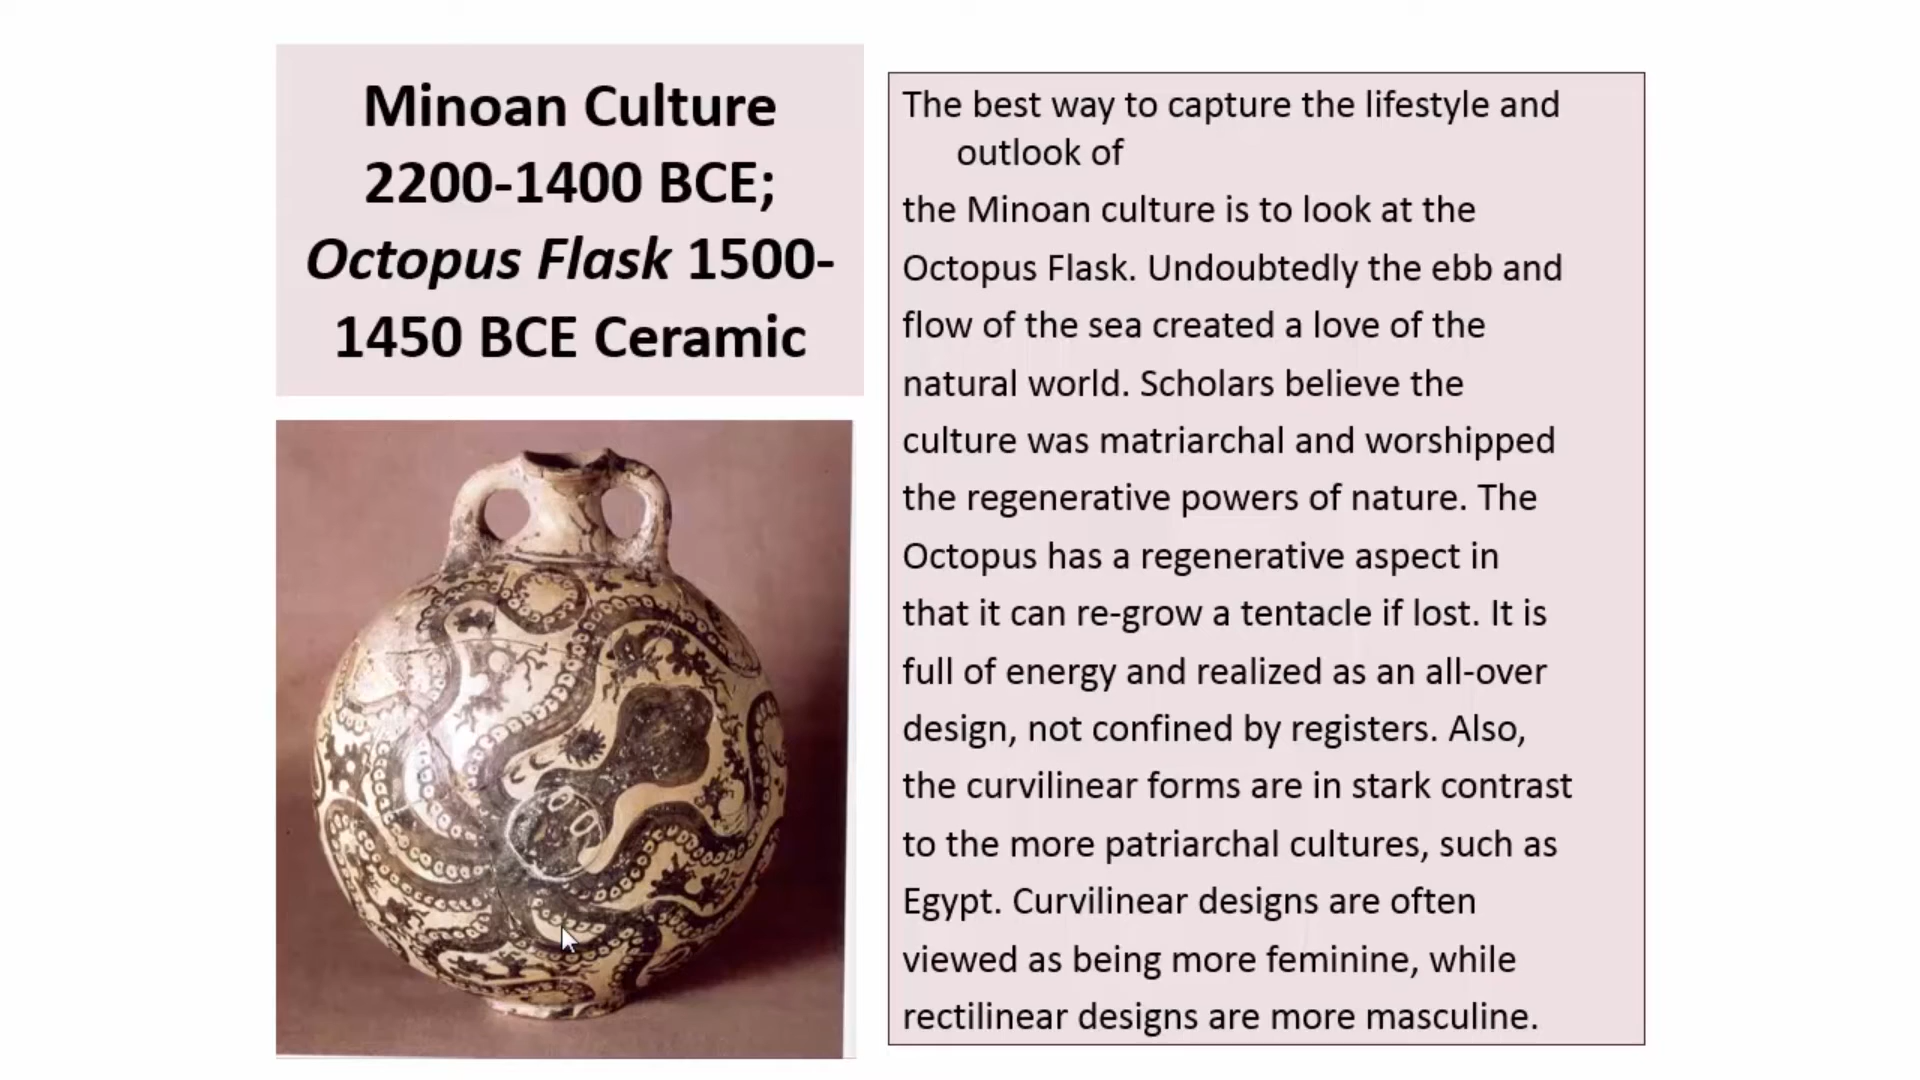 Minoan Culture
2200-1400 BCE;
Octopus Flask 1500-
1450 BCE Ceramic
The best way to capture the lifestyle and
outlook of
the Minoan culture is to look at the
Octopus Flask. Undoubtedly the ebb and
flow of the sea created a love of the
natural world. Scholars believe the
culture was matriarchal and worshipped
the regenerative powers of nature. The
Octopus has a regenerative aspect in
that it can re-grow a tentacle if lost. It is
full of energy and realized as an all-over
design, not confined by registers. Also,
the curvilinear forms are in stark contrast
to the more patriarchal cultures, such as
Egypt. Curvilinear designs are often
viewed as being more feminine, while
rectilinear designs are more masculine.